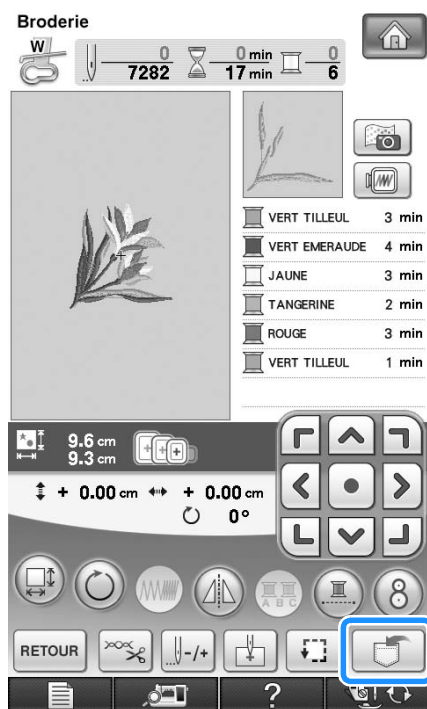 Broderie
W
0 0 min 0
7282 17 min 6
VERT TILLEUL 3 min
VERT EMERAUDE 4 min
JAUNE 3 min
TANGERINE 2 min
ROUGE 3 min
VERT TILLEUL 1 min
9.6 cm
9.3 cm
+ 0.00 cm + 0.00 cm
0°
A B C
8
RETOUR -/+
?